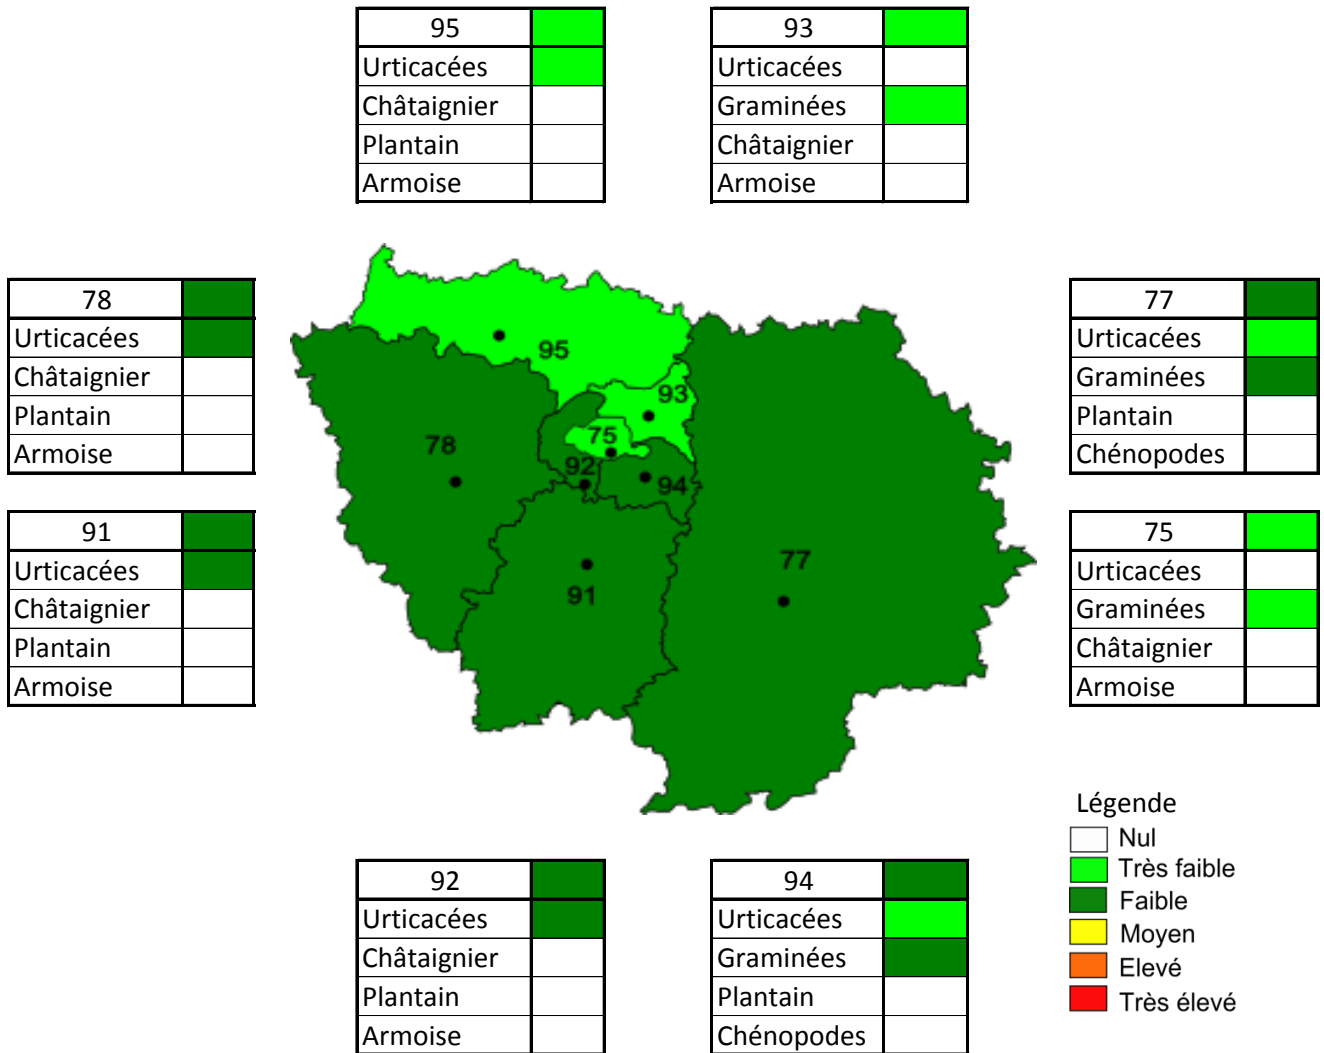 95
Urticacées
Châtaignier
Plantain
Armoise
93
Urticacées
Graminées
Châtaignier
Armoise
78
Urticacées
Châtaignier
Plantain
Armoise
91
Urticacées
Châtaignier
Plantain
Armoise
95
93
75
78
92
94
77
91
77
Urticacées
Graminées
Plantain
Chénopodes
75
Urticacées
Graminées
Châtaignier
Armoise
92
Urticacées
Châtaignier
Plantain
Armoise
94
Urticacées
Graminées
Plantain
Chénopodes
Légende
Nul
Très faible
Faible
Moyen
Elevé
Très élevé